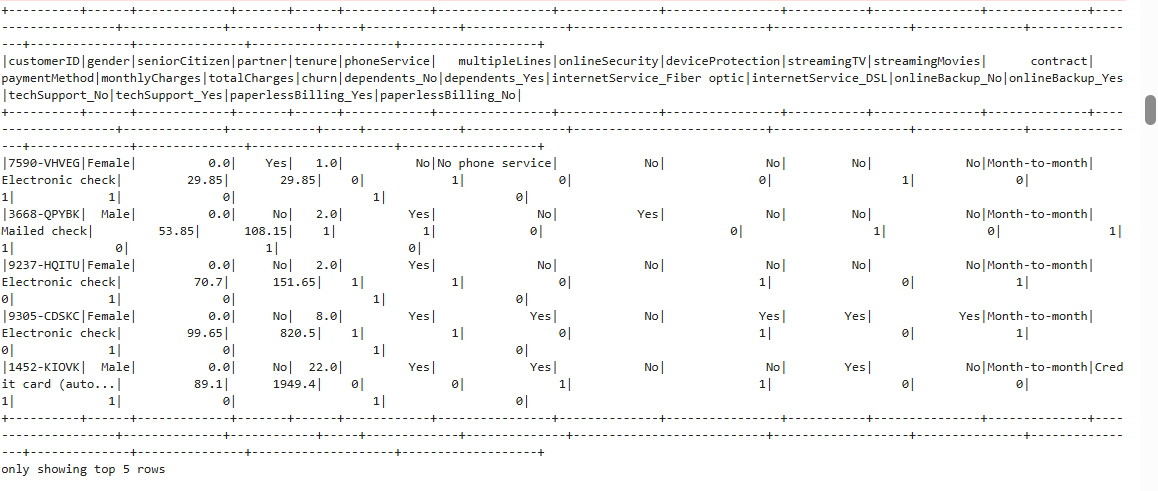 +----------+------+-------------+-------+------+------------+----------------+--------------+----------------+-----------+---------------+--------------+----
----------------+--------------+------------+-----+-------------+--------------+---------------------------+-------------------+---------------+-------------
---+--------------+---------------+--------------------+-------------------+
|customerID|gender|seniorCitizen|partner|tenure|phoneService|   multipleLines|onlineSecurity|deviceProtection|streamingTV|streamingMovies|      contract|
paymentMethod|monthlyCharges|totalCharges|churn|dependents_No|dependents_Yes|internetService_Fiber optic|internetService_DSL|onlineBackup_No|onlineBackup_Yes
|techSupport_No|techSupport_Yes|paperlessBilling_Yes|paperlessBilling_No|
+----------+------+-------------+-------+------+------------+----------------+--------------+----------------+-----------+---------------+--------------+----
----------------+--------------+------------+-----+-------------+--------------+---------------------------+-------------------+---------------+-------------
---+--------------+---------------+--------------------+-------------------+
|7590-VHVEG|Female|          0.0|    Yes|   1.0|          No|No phone service|            No|              No|         No|             No|Month-to-month|
Electronic check|         29.85|       29.85|    0|            1|             0|                          0|                  1|              0|
1|             1|              0|                   1|                  0|
|3668-QPYBK|  Male|          0.0|     No|   2.0|         Yes|              No|           Yes|              No|         No|             No|Month-to-month|
Mailed check|         53.85|      108.15|    1|            1|             0|                          0|                  1|              0|               1|
1|              0|                   1|                  0|
|9237-HQITU|Female|          0.0|     No|   2.0|         Yes|              No|            No|              No|         No|             No|Month-to-month|
Electronic check|          70.7|      151.65|    1|            1|             0|                          1|                  0|              1|
0|             1|              0|                   1|                  0|
|9305-CDSKC|Female|          0.0|     No|   8.0|         Yes|             Yes|            No|             Yes|        Yes|            Yes|Month-to-month|
Electronic check|         99.65|       820.5|    1|            1|             0|                          1|                  0|              1|
0|             1|              0|                   1|                  0|
|1452-KIOVK|  Male|          0.0|     No|  22.0|         Yes|             Yes|            No|              No|        Yes|             No|Month-to-month|Cred
it card (auto...|          89.1|      1949.4|    0|            0|             1|                          1|                  0|              0|
1|             1|              0|                   1|                  0|
+----------+------+-------------+-------+------+------------+----------------+--------------+----------------+-----------+---------------+--------------+----
----------------+--------------+------------+-----+-------------+--------------+---------------------------+-------------------+---------------+-------------
---+--------------+---------------+--------------------+-------------------+
only showing top 5 rows